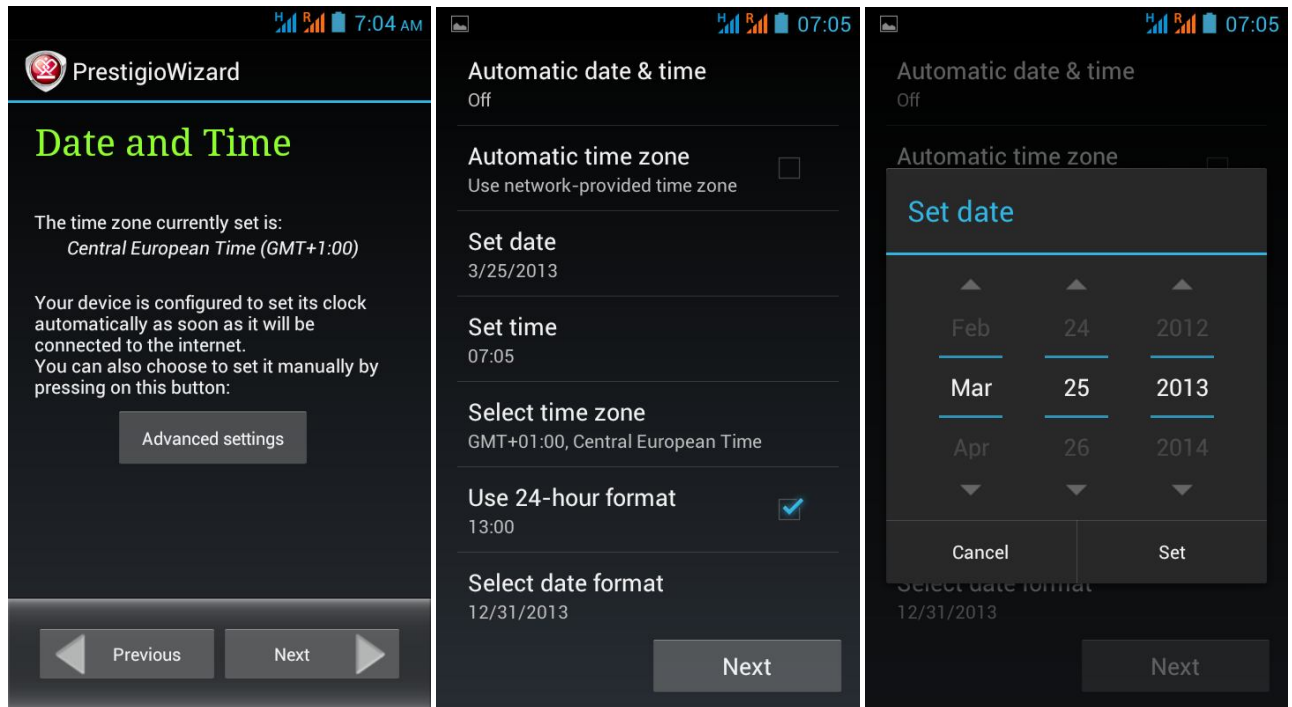 H R 7:04 AM
PrestigioWizard
Date and Time
The time zone currently set is:
Central European Time (GMT+1:00)
Your device is configured to set its clock
automatically as soon as it will be
connected to the internet.
You can also choose to set it manually by
pressing on this button:
Advanced settings
Previous Next
H R 07:05
Automatic date & time
Off
Automatic time zone
Use network-provided time zone
Set date
3/25/2013
Set time
07:05
Select time zone
GMT+01:00, Central European Time
Use 24-hour format
13:00
Select date format
12/31/2013
Next
H R 07:05
Automatic date & time
Off
Automatic time zone
Set date
Feb 24 2012
Mar 25 2013
Apr 26 2014
Cancel Set
Select date format
12/31/2013
Next